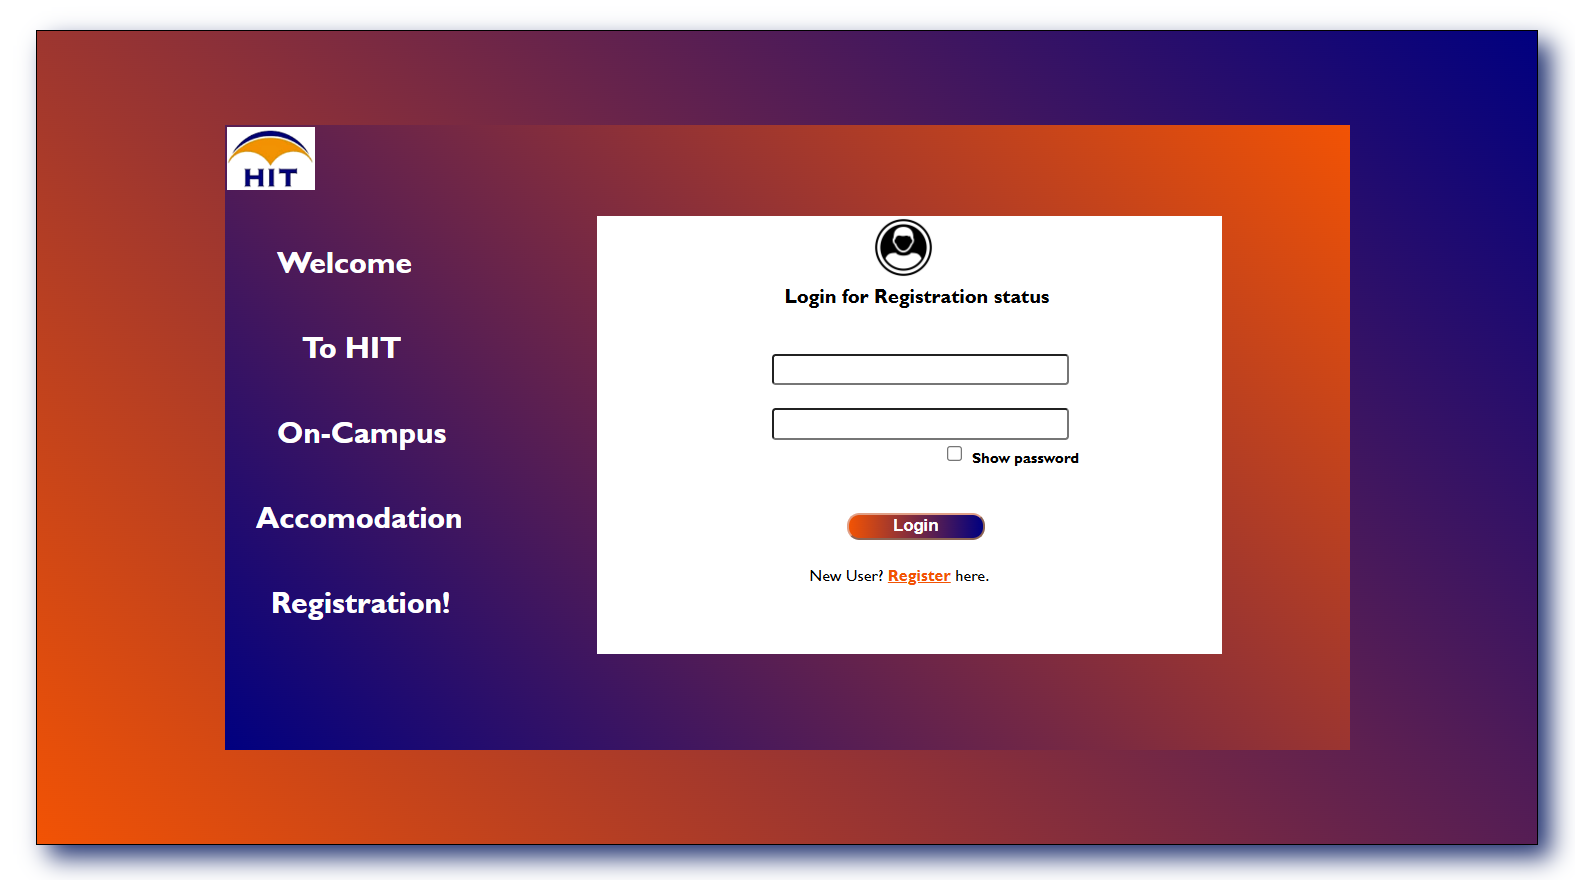 HIT
Welcome
To HIT
On-Campus
Accomodation
Registration!
Login for Registration status
Show password
Login
New User? Register here.